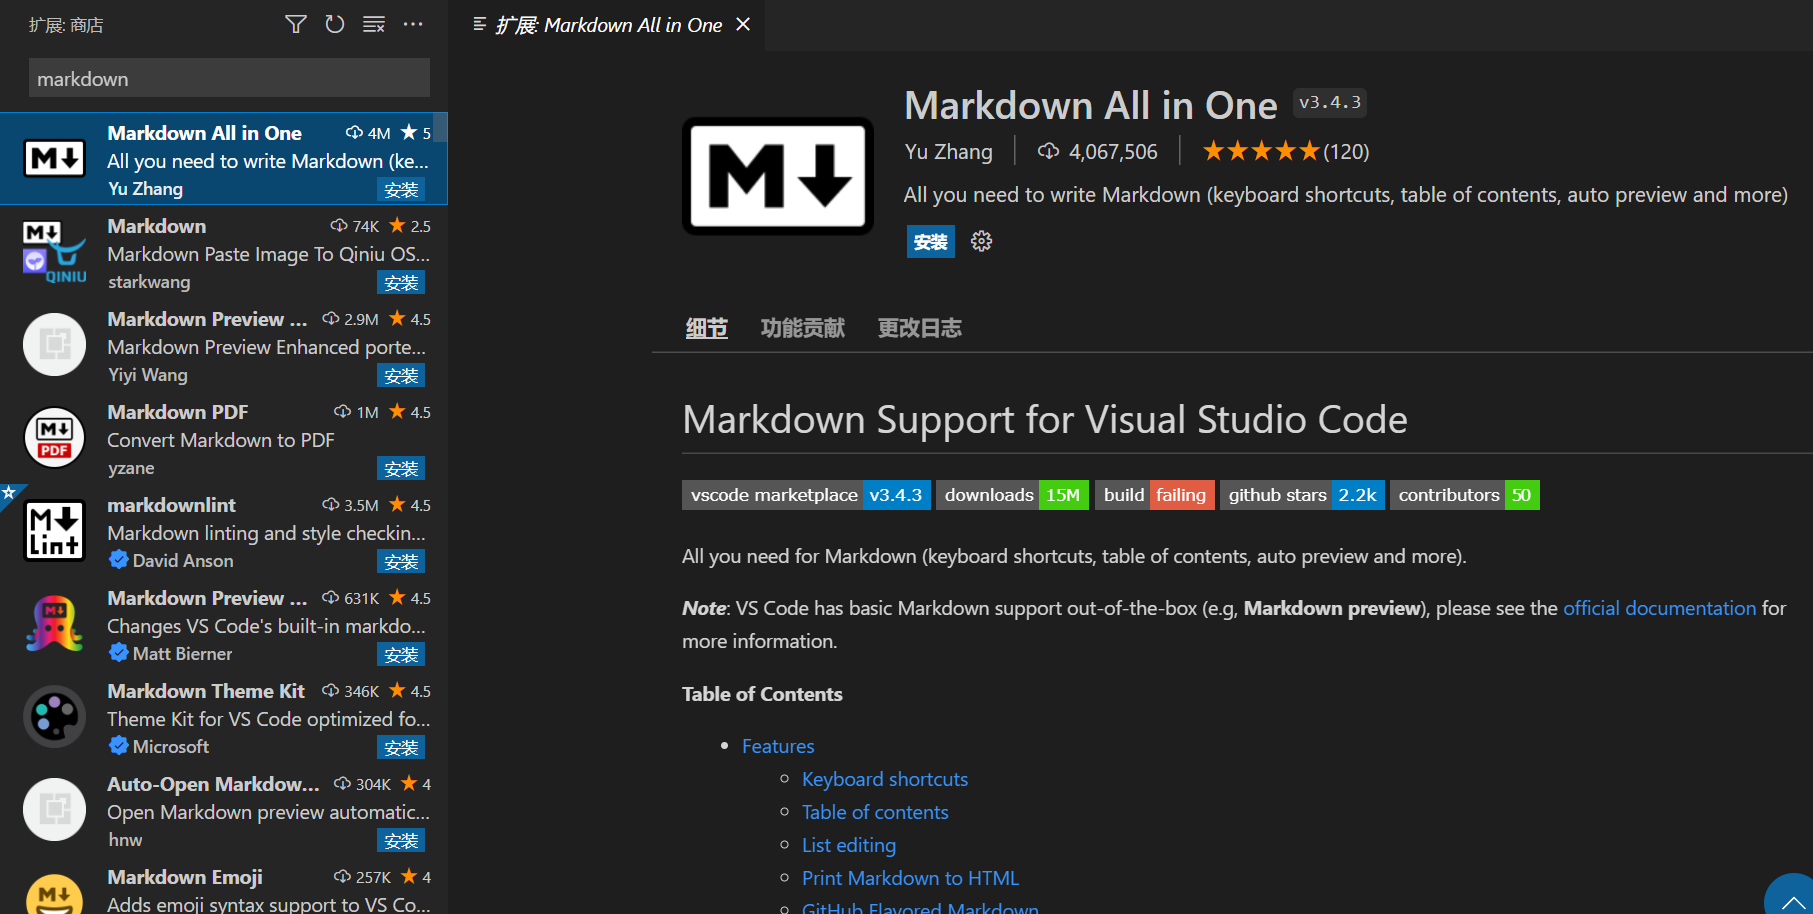 扩展: 商店
markdown
Markdown All in One 4M 5
All you need to write Markdown (ke...
Yu Zhang 安装
Markdown 74K 2.5
Markdown Paste Image To Qiniu OS...
starkwang 安装
QINIU
Markdown Preview ... 2.9M 4.5
Markdown Preview Enhanced porte...
Yiyi Wang 安装
Markdown PDF 1M 4.5
Convert Markdown to PDF
yzane 安装
PDF
markdownlint 3.5M 4.5
Markdown linting and style checkin...
David Anson 安装
lint
Markdown Preview ... 631K 4.5
Changes VS Code's built-in markdo...
Matt Bierner 安装
Markdown Theme Kit 346K 4.5
Theme Kit for VS Code optimized fo...
Microsoft 安装
Auto-Open Markdow... 304K 4
Open Markdown preview automatic...
hnw 安装
Markdown Emoji 257K 4
Adds emoji syntax support to VS Co...
扩展: Markdown All in One
Markdown All in One v3.4.3
Yu Zhang 4,067,506 (120)
All you need to write Markdown (keyboard shortcuts, table of contents, auto preview and more)
安装
细节 功能贡献 更改日志
Markdown Support for Visual Studio Code
vscode marketplace v3.4.3 downloads 15M build failing github stars 2.2k contributors 50
All you need for Markdown (keyboard shortcuts, table of contents, auto preview and more).
Note: VS Code has basic Markdown support out-of-the-box (e.g, Markdown preview), please see the official documentation for
more information.
Table of Contents
Features
Keyboard shortcuts
Table of contents
List editing
Print Markdown to HTML
GitHub Flavored Markdown